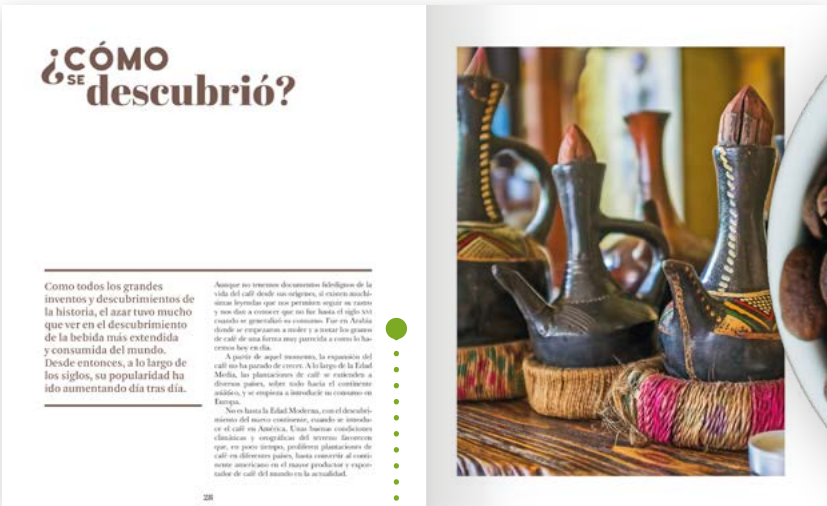 ¿CÓMO
SE descubrió?
Como todos los grandes
inventos y descubrimientos de
la historia, el azar tuvo mucho
que ver en el descubrimiento
de la bebida más extendida
y consumida del mundo.
Desde entonces, a lo largo de
los siglos, su popularidad ha
ido aumentando día tras día.
Aunque no tenemos documentos fidedignos de la
vida del café desde sus orígenes, sí existen muchí-
simas leyendas que nos permiten seguir su rastro
y nos dan a conocer que no fue hasta el siglo XVI
cuando se generalizó su consumo. Fue en Arabia
donde se empezaron a moler y a tostar los granos
de café de una forma muy parecida a como lo ha-
cemos hoy en día.
A partir de aquel momento, la expansión del
café no ha parado de crecer. A lo largo de la Edad
Media, las plantaciones de café se extienden a
diversos países, sobre todo hacia el continente
asiático, y se empieza a introducir su consumo en
Europa.
No es hasta la Edad Moderna, con el descubri-
miento del nuevo continente, cuando se introdu-
ce el café en América. Unas buenas condiciones
climáticas y orográficas del terreno favorecen
que, en poco tiempo, proliferen plantaciones de
café en diferentes países, hasta convertir al conti-
nente americano en el mayor productor y expor-
tador de café del mundo en la actualidad.
28